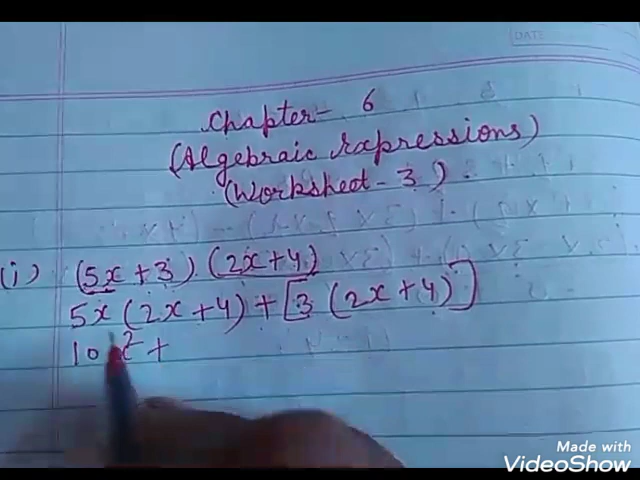 DATE
Chapter- 6
(Algebraic Expressions)
(Worksheet - 3).
(i) (5x+3) (2x+4)
5x(2x+4) + [3 (2x+4)]
10x² +
Made with
VideoShow